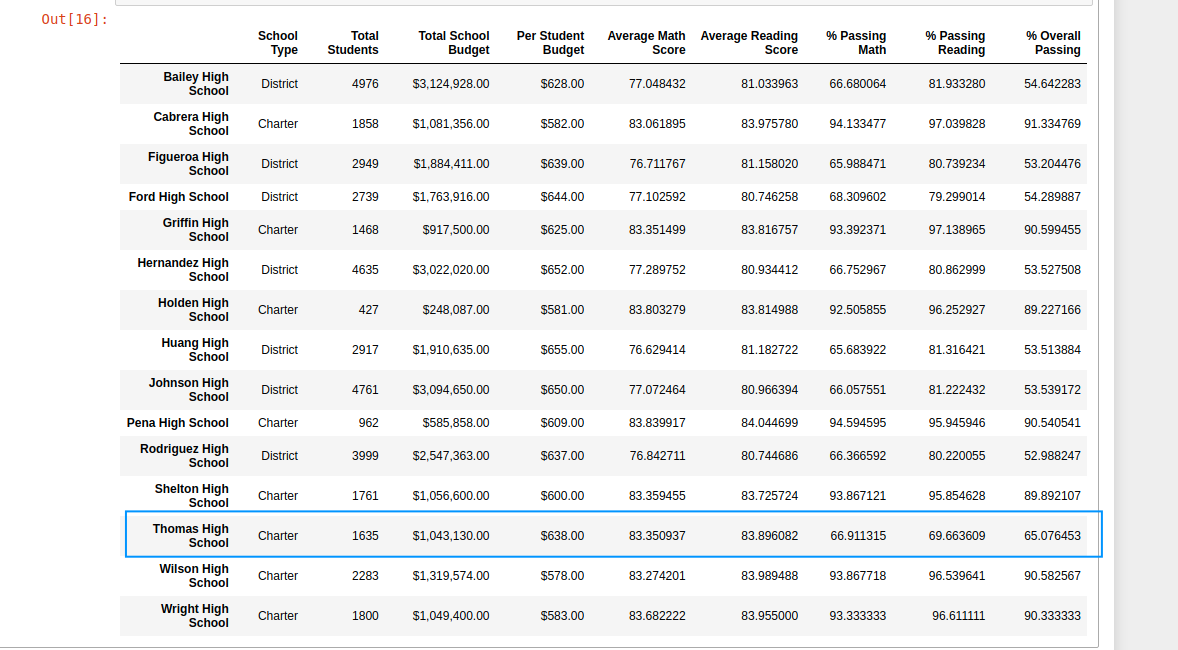 Out[16]:
School Type Total Students Total School Budget Per Student Budget Average Math Score Average Reading Score % Passing Math % Passing Reading % Overall Passing
Bailey High School District 4976 $3,124,928.00 $628.00 77.048432 81.033963 66.680064 81.933280 54.642283
Cabrera High School Charter 1858 $1,081,356.00 $582.00 83.061895 83.975780 94.133477 97.039828 91.334769
Figueroa High School District 2949 $1,884,411.00 $639.00 76.711767 81.158020 65.988471 80.739234 53.204476
Ford High School District 2739 $1,763,916.00 $644.00 77.102592 80.746258 68.309602 79.299014 54.289887
Griffin High School Charter 1468 $917,500.00 $625.00 83.351499 83.816757 93.392371 97.138965 90.599455
Hernandez High School District 4635 $3,022,020.00 $652.00 77.289752 80.934412 66.752967 80.862999 53.527508
Holden High School Charter 427 $248,087.00 $581.00 83.803279 83.814988 92.505855 96.252927 89.227166
Huang High School District 2917 $1,910,635.00 $655.00 76.629414 81.182722 65.683922 81.316421 53.513884
Johnson High School District 4761 $3,094,650.00 $650.00 77.072464 80.966394 66.057551 81.222432 53.539172
Pena High School Charter 962 $585,858.00 $609.00 83.839917 84.044699 94.594595 95.945946 90.540541
Rodriguez High School District 3999 $2,547,363.00 $637.00 76.842711 80.744686 66.366592 80.220055 52.988247
Shelton High School Charter 1761 $1,056,600.00 $600.00 83.359455 83.725724 93.867121 95.854628 89.892107
Thomas High School Charter 1635 $1,043,130.00 $638.00 83.350937 83.896082 66.911315 69.663609 65.076453
Wilson High School Charter 2283 $1,319,574.00 $578.00 83.274201 83.989488 93.867718 96.539641 90.582567
Wright High School Charter 1800 $1,049,400.00 $583.00 83.682222 83.955000 93.333333 96.611111 90.333333